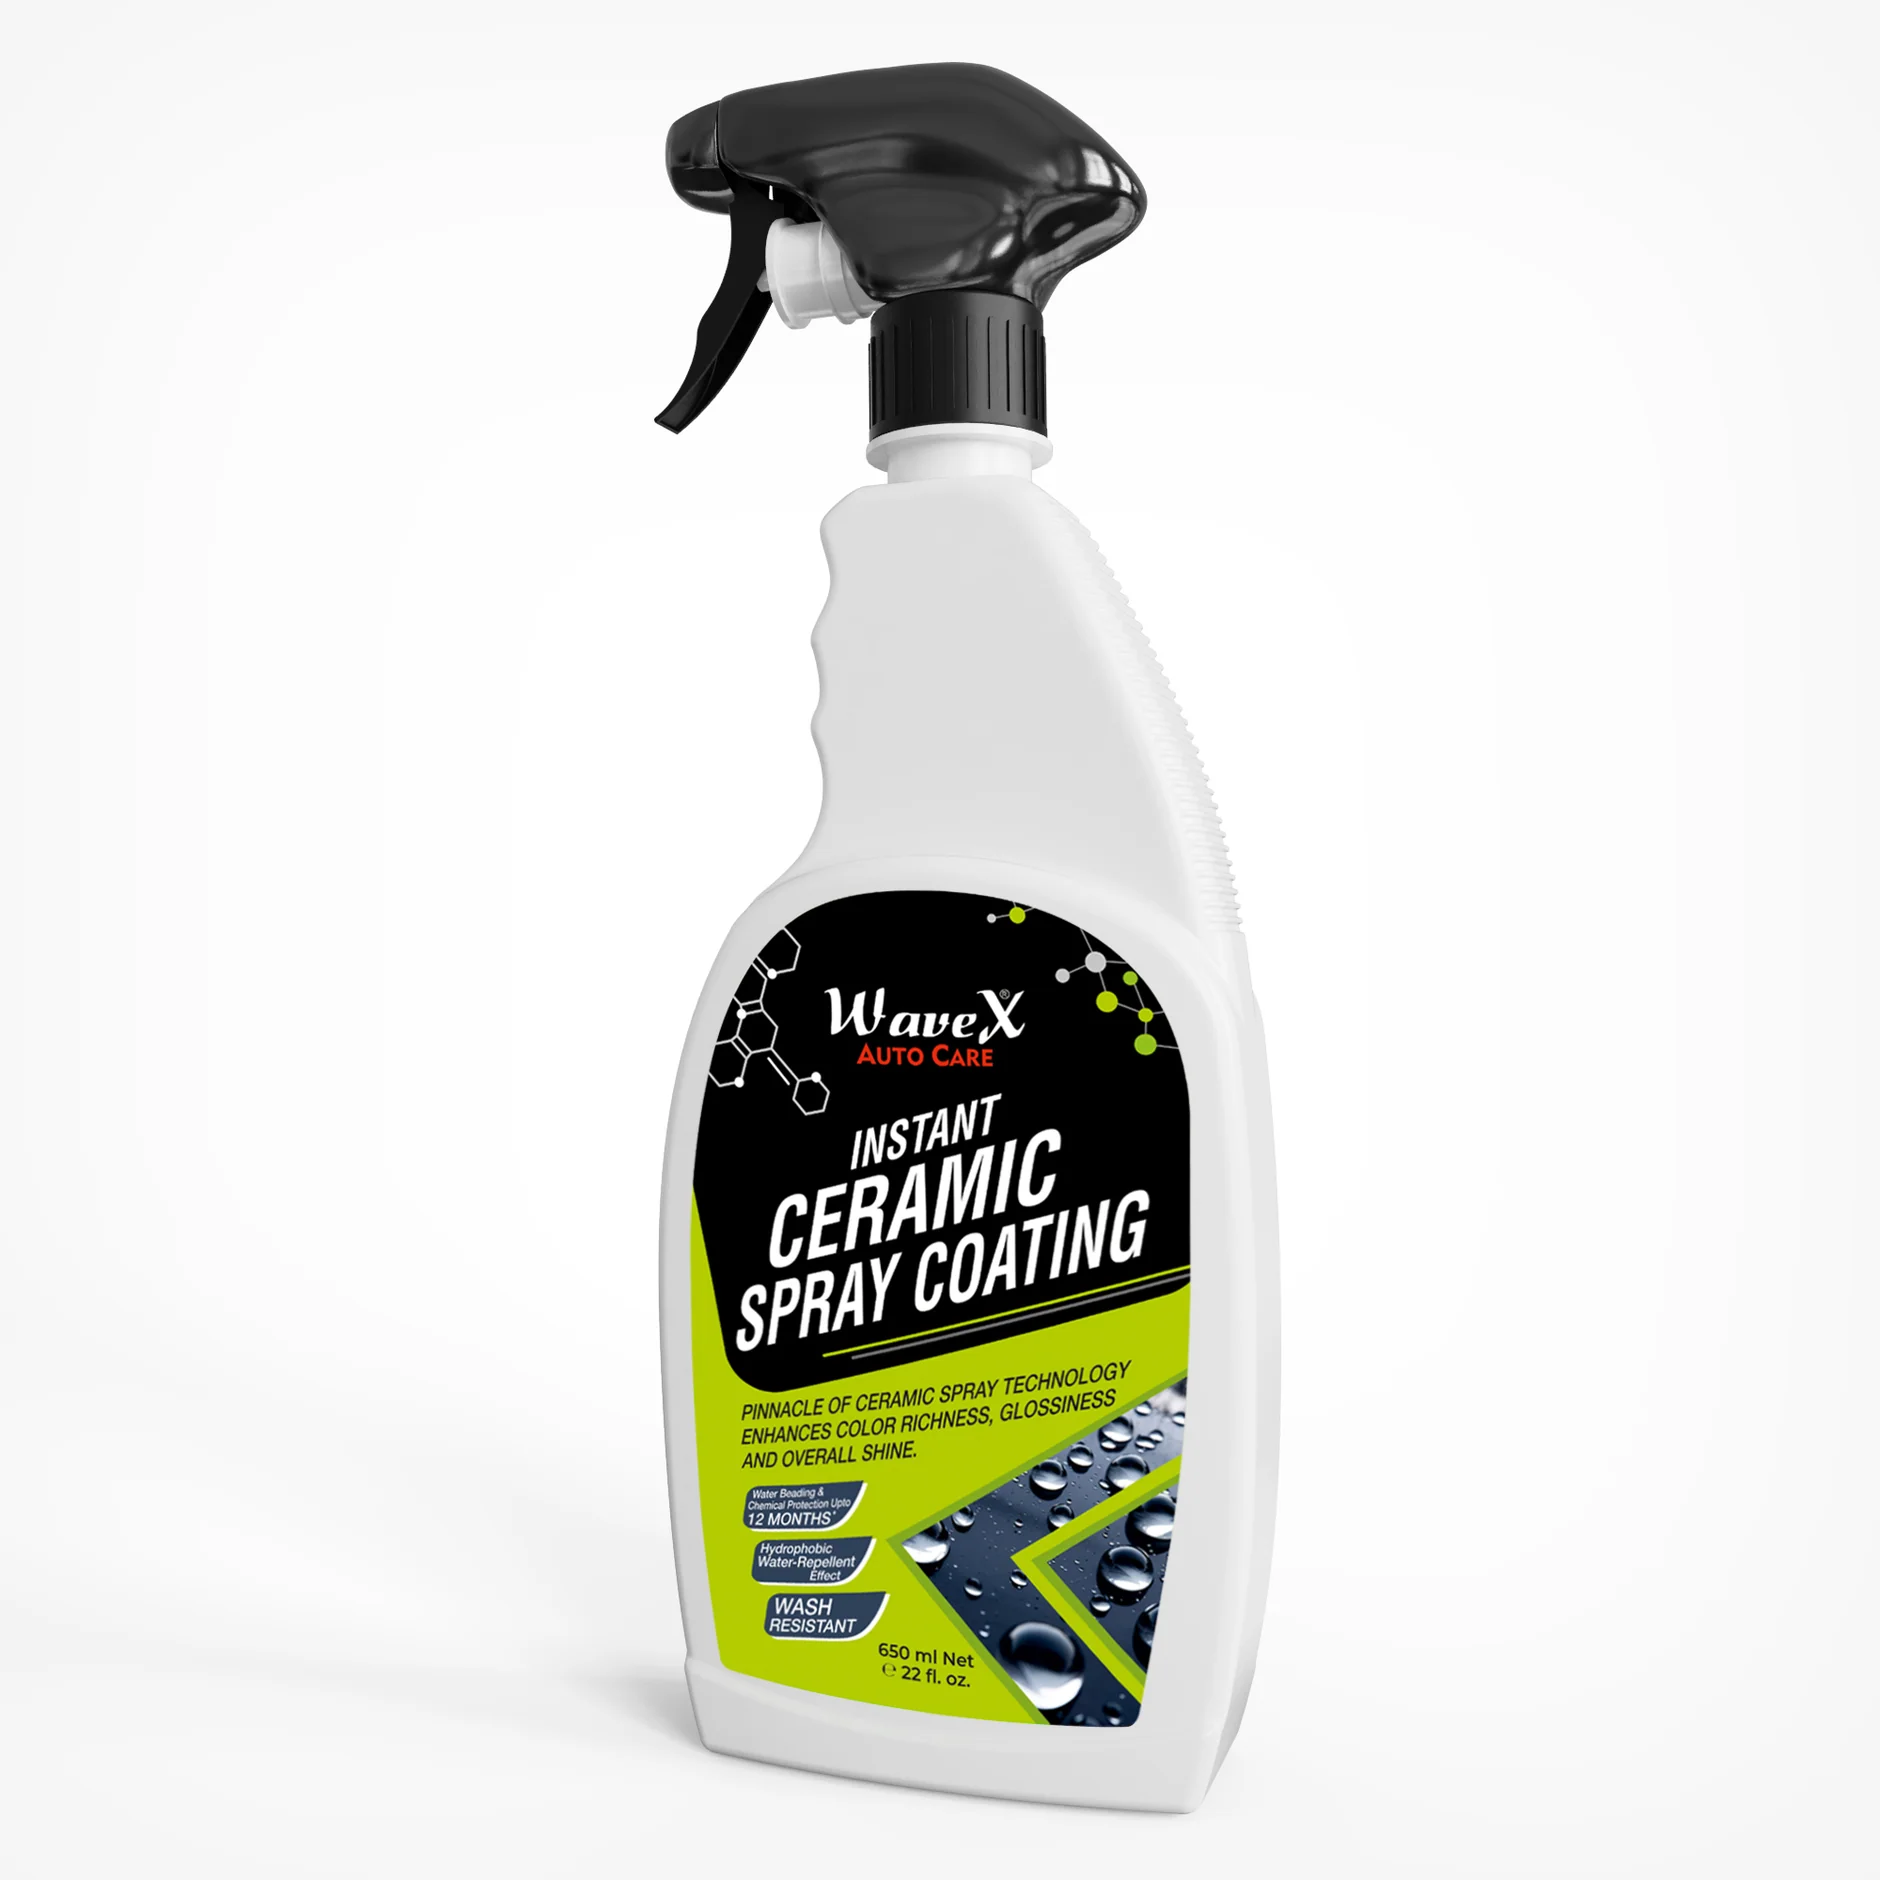 WaveX®
AUTO CARE
INSTANT
CERAMIC
SPRAY COATING
PINNACLE OF CERAMIC SPRAY TECHNOLOGY
ENHANCES COLOR RICHNESS, GLOSSINESS
AND OVERALL SHINE.
Water Beading &
Chemical Protection Upto
12 MONTHS*
Hydrophobic
Water-Repellent
Effect
WASH
RESISTANT
650 ml Net
℮ 22 fl. oz.